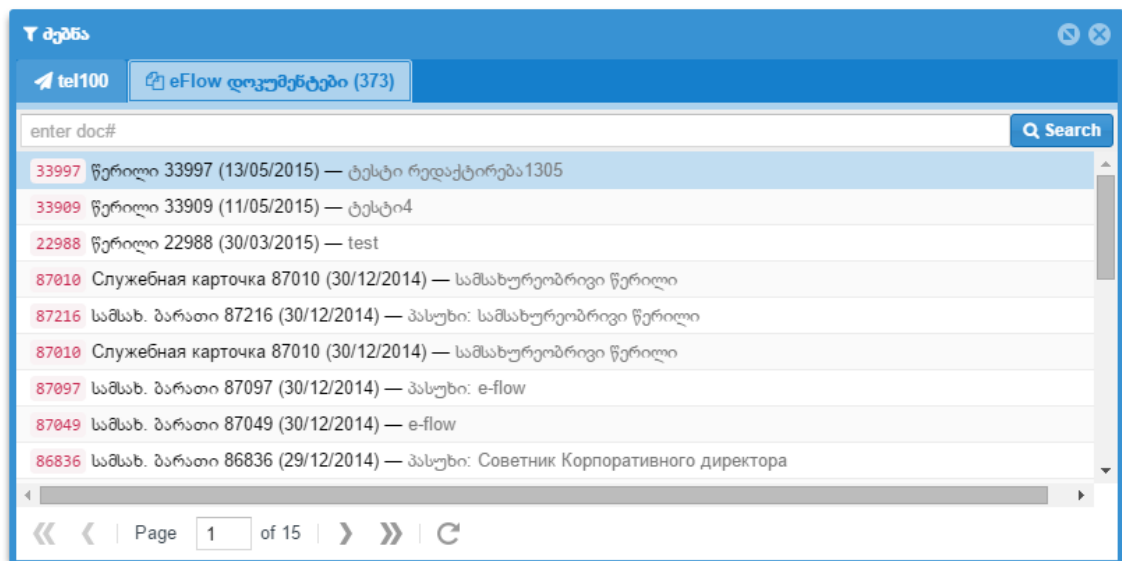 ძებნა
tel100 eFlow დოკუმენტები (373)
enter doc# Search
33997 წერილი 33997 (13/05/2015) — ტესტი რედაქტირება1305
33909 წერილი 33909 (11/05/2015) — ტესტი4
22988 წერილი 22988 (30/03/2015) — test
87010 Служебная карточка 87010 (30/12/2014) — სამსახურეობრივი წერილი
87216 სამსახ. ბარათი 87216 (30/12/2014) — პასუხი: სამსახურეობრივი წერილი
87010 Служебная карточка 87010 (30/12/2014) — სამსახურეობრივი წერილი
87097 სამსახ. ბარათი 87097 (30/12/2014) — პასუხი: e-flow
87049 სამსახ. ბარათი 87049 (30/12/2014) — e-flow
86836 სამსახ. ბარათი 86836 (29/12/2014) — პასუხი: Советник Корпоративного директора
Page 1 of 15